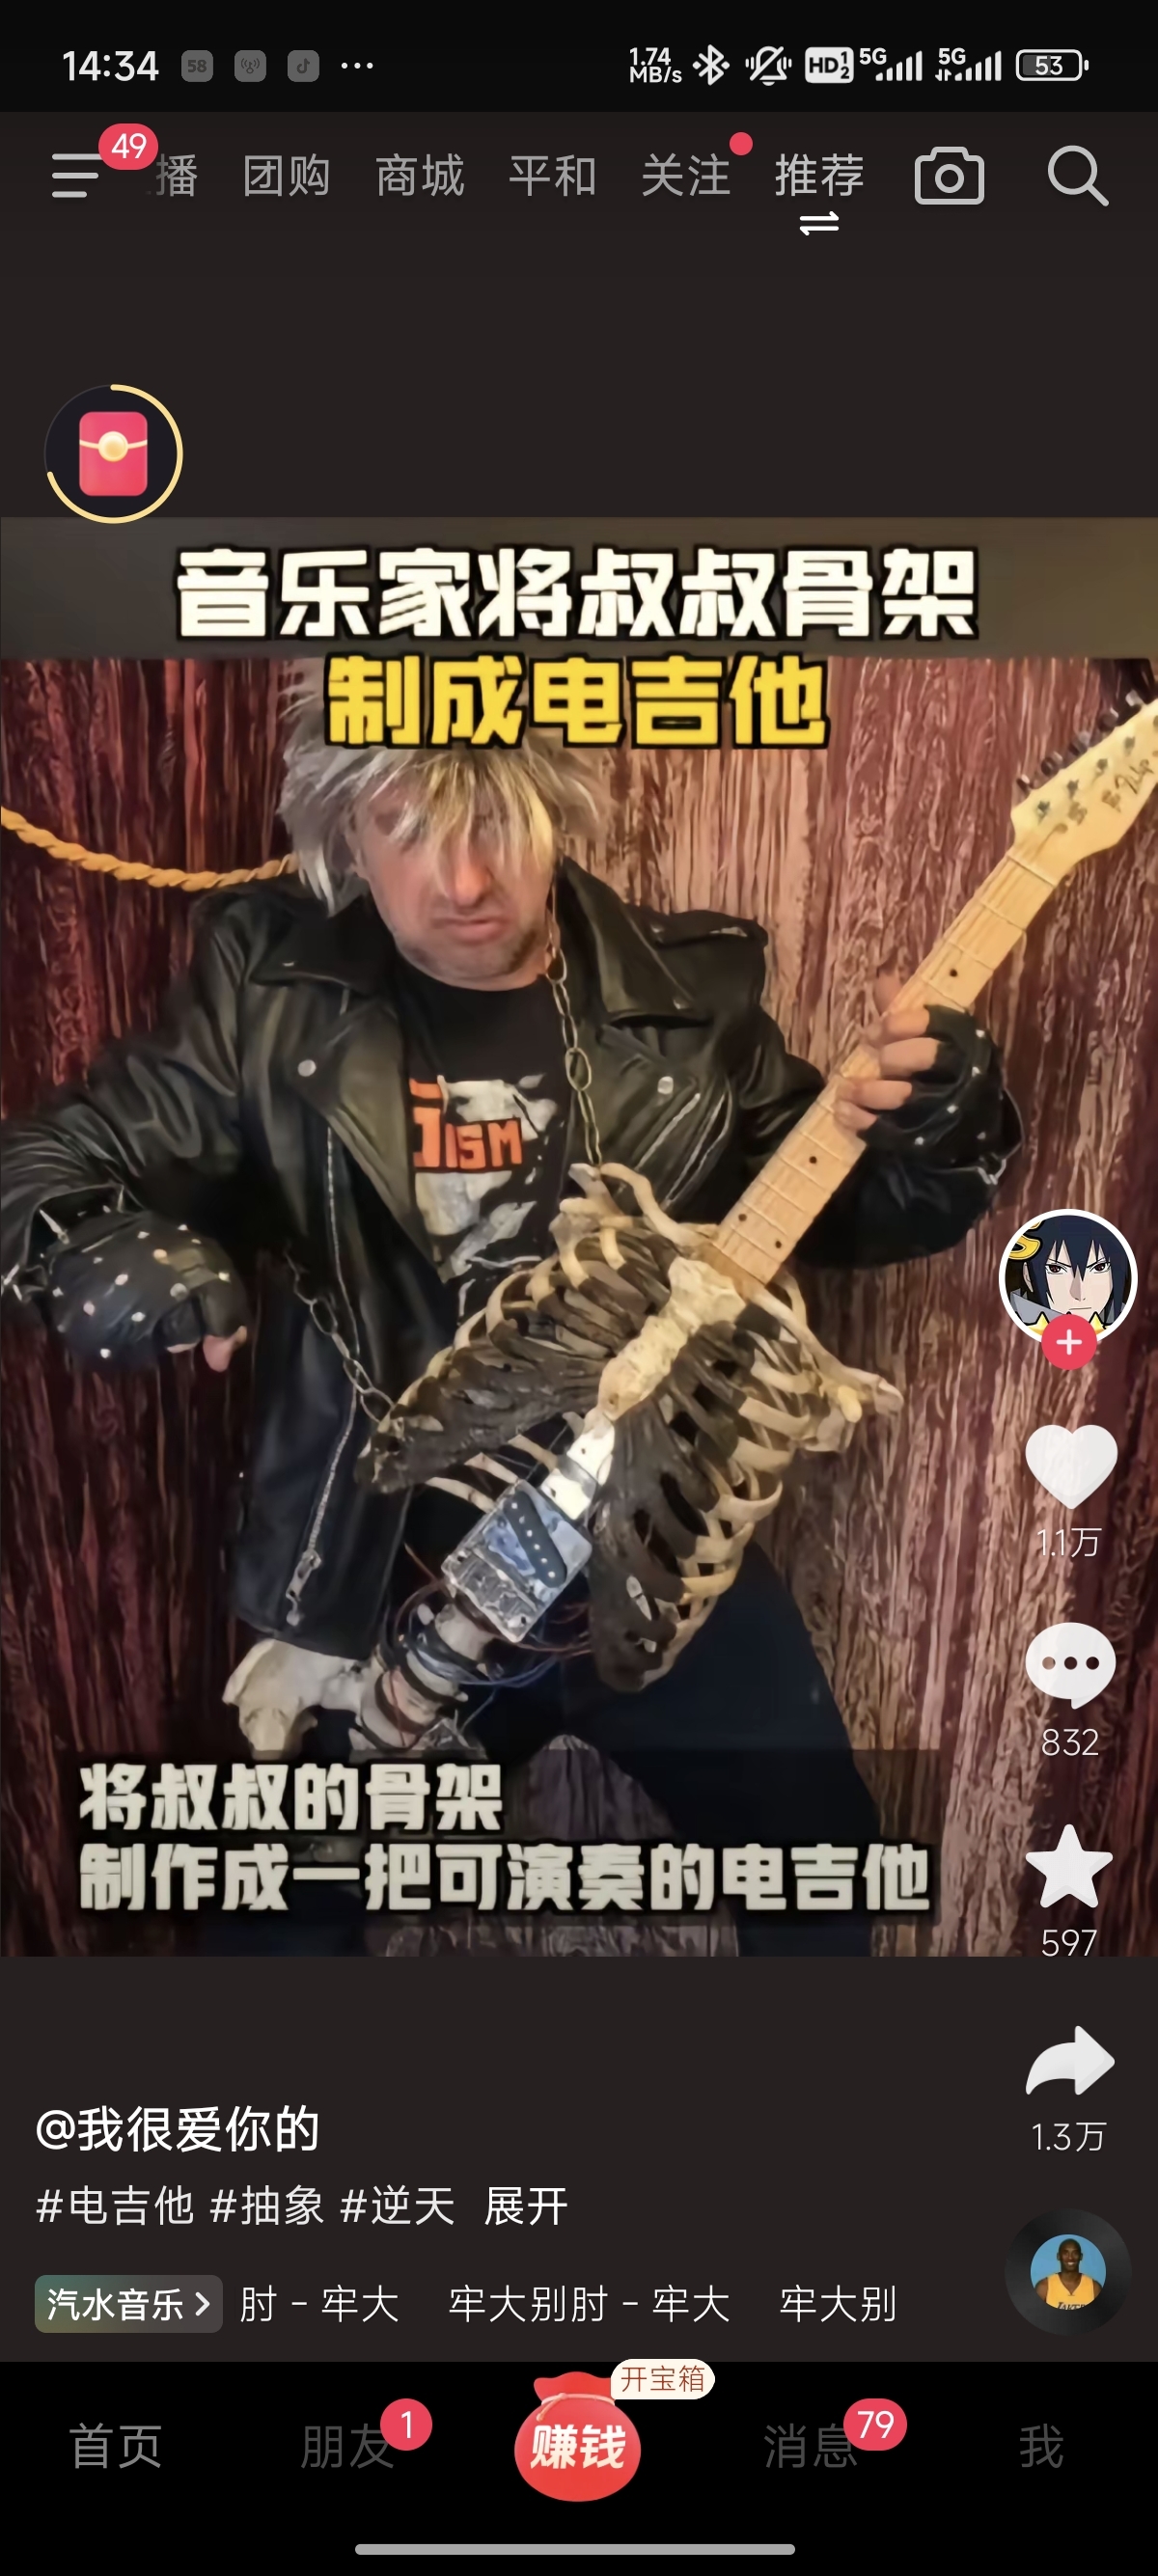 14:34
58
1.74
MB/s
HD 1 2
5G
5G
53
49
播 团购 商城 平和 关注 推荐
音乐家将叔叔骨架
制成电吉他
ISM
将叔叔的骨架
制作成一把可演奏的电吉他
1.1万
832
597
1.3万
@我很爱你的
#电吉他 #抽象 #逆天 展开
汽水音乐 肘 - 牢大 牢大别肘 - 牢大 牢大别
开宝箱
首页 朋友 1 赚钱 消息 79 我